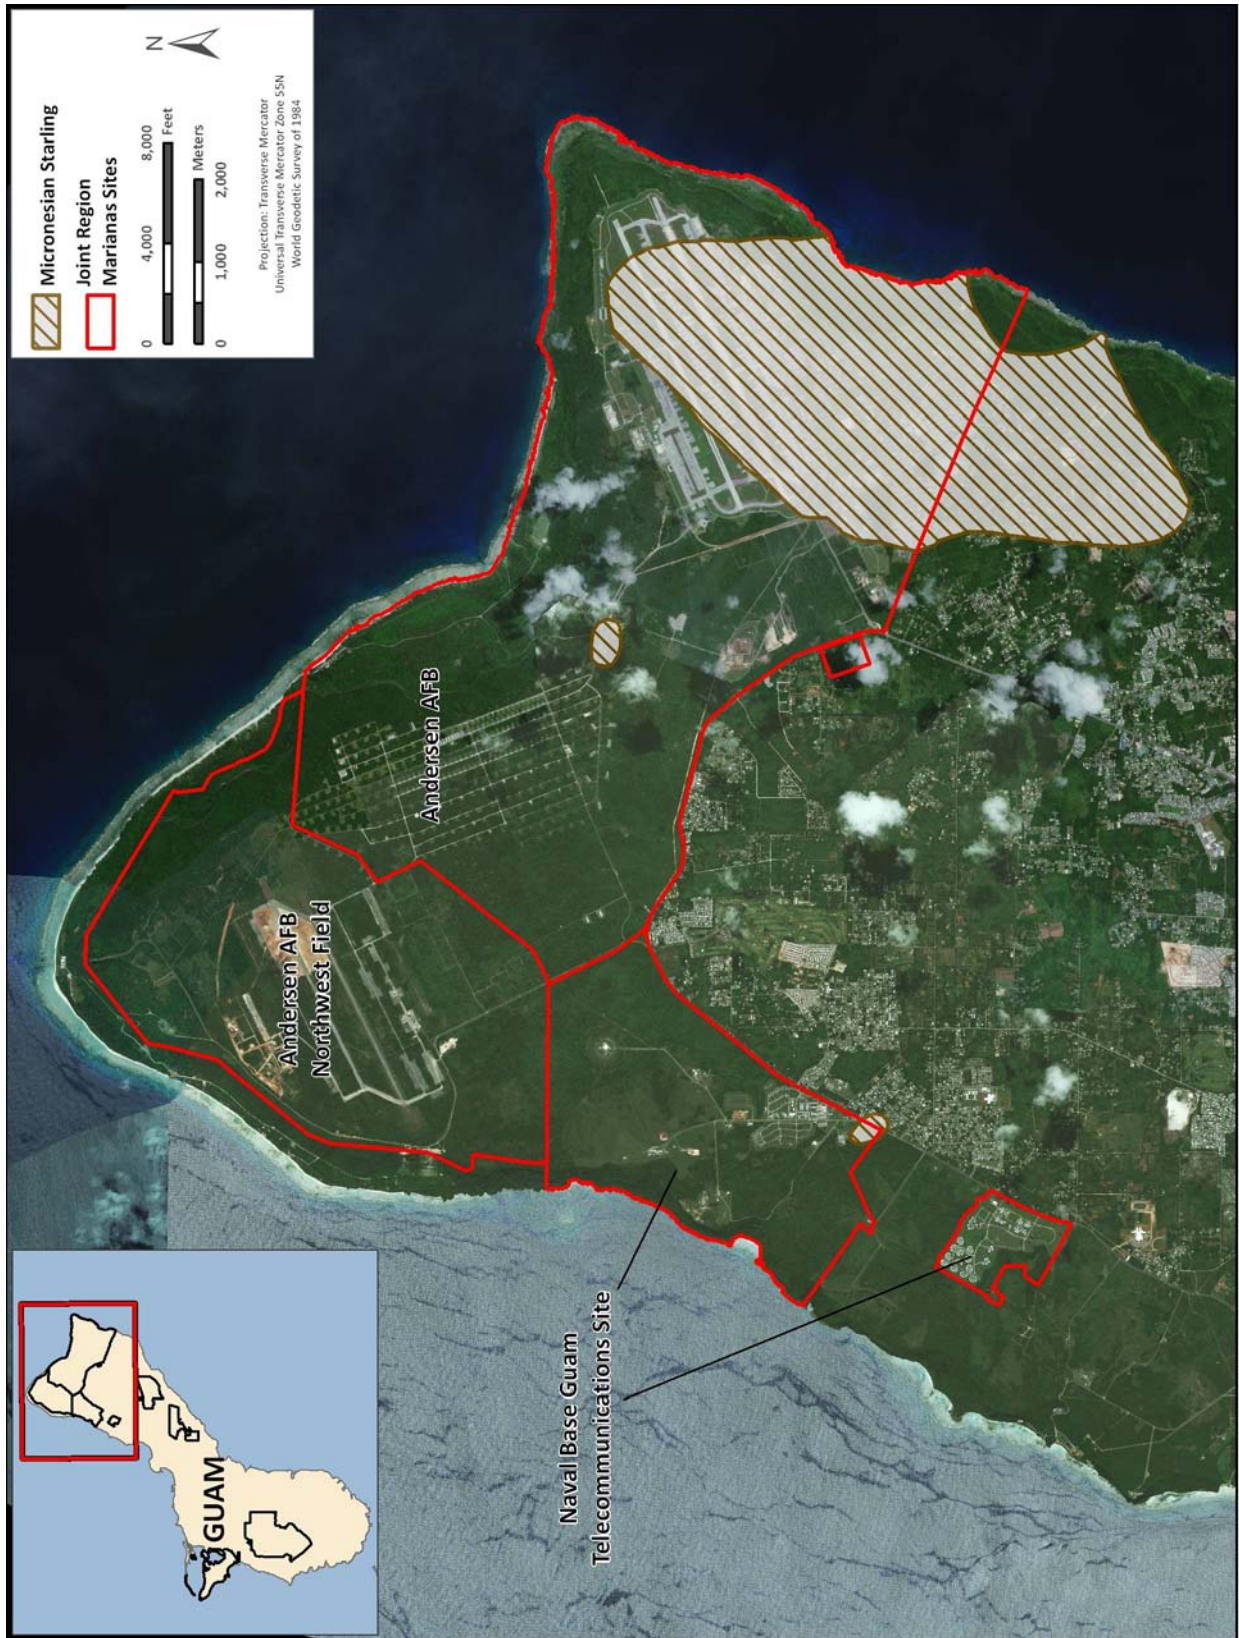 Micronesian Starling
Joint Region
Marianas Sites
N
0 4,000 8,000
Feet
Meters
0 1,000 2,000
Projection: Transverse Mercator
Universal Transverse Mercator Zone 55N
World Geodetic Survey of 1984
Andersen AFB
Northwest Field
Andersen AFB
Naval Base Guam
Telecommunications Site
GUAM